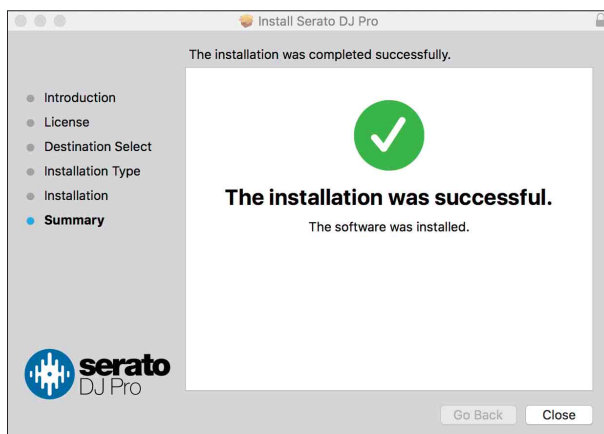 Install Serato DJ Pro
The installation was completed successfully.
Introduction
License
Destination Select
Installation Type
Installation
Summary
The installation was successful.
The software was installed.
serato
DJ Pro
Go Back
Close